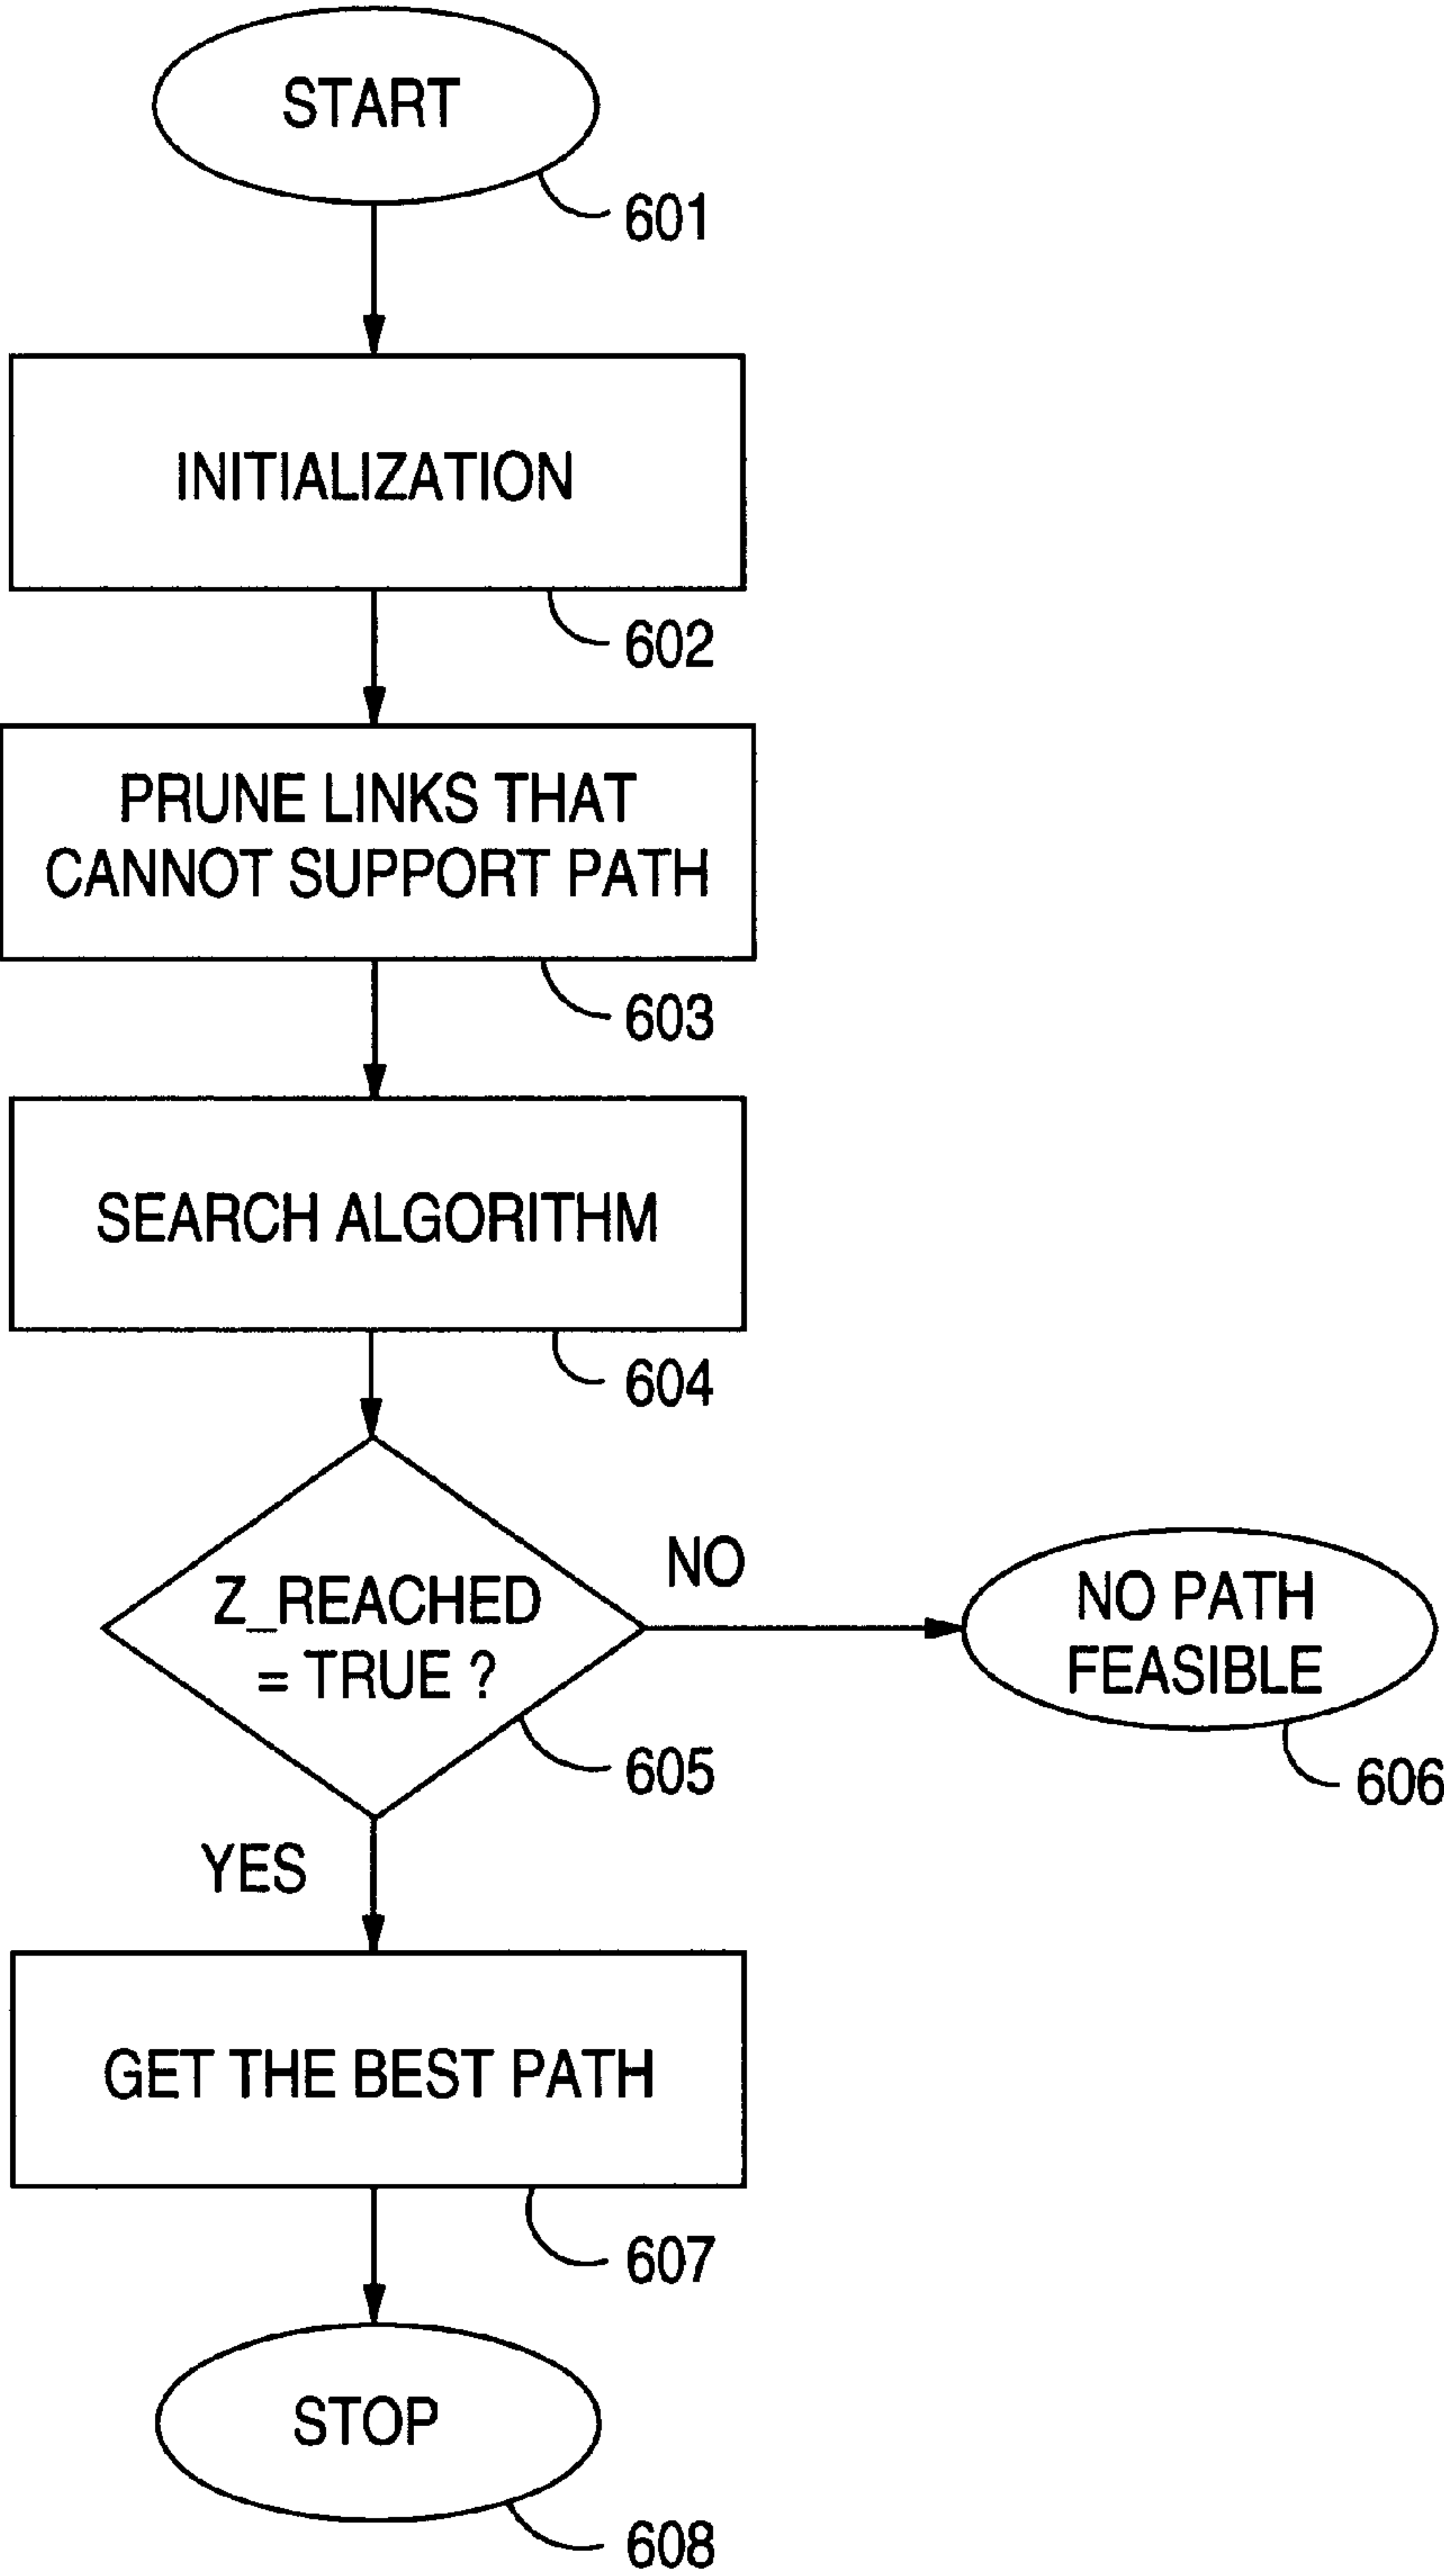 START
601
INITIALIZATION
602
PRUNE LINKS THAT
CANNOT SUPPORT PATH
603
SEARCH ALGORITHM
604
Z_REACHED
= TRUE ?
NO
NO PATH
FEASIBLE
605
606
YES
GET THE BEST PATH
607
STOP
608